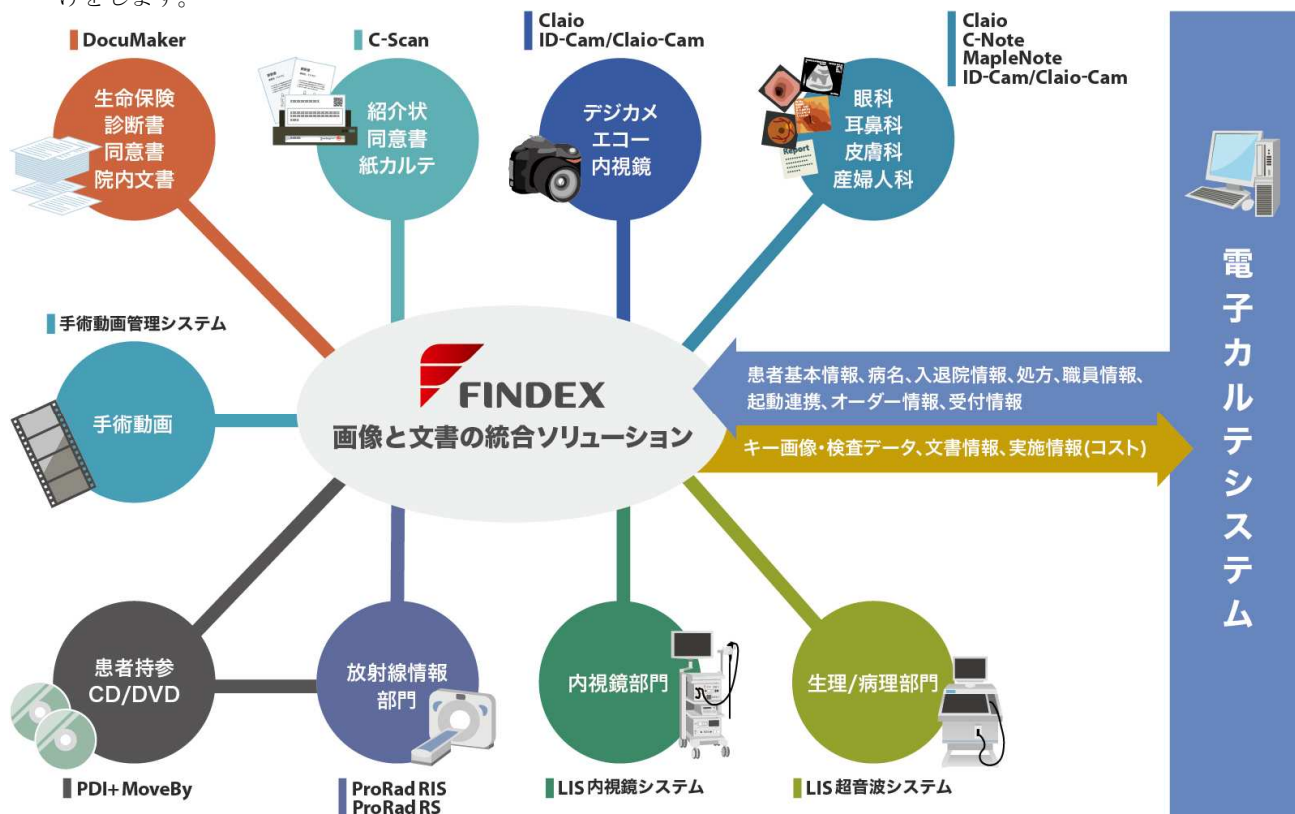 けをします。
DocuMaker
生命保険
診断書
同意書
院内文書
C-Scan
紹介状
同意書
紙カルテ
Claio
ID-Cam/Claio-Cam
デジカメ
エコー
内視鏡
Claio
C-Note
MapleNote
ID-Cam/Claio-Cam
眼科
耳鼻科
皮膚科
産婦人科
Report
手術動画管理システム
手術動画
FINDEX
画像と文書の統合ソリューション
患者基本情報、病名、入退院情報、処方、職員情報、
起動連携、オーダー情報、受付情報
キー画像・検査データ、文書情報、実施情報(コスト)
電子カルテシステム
患者持参
CD/DVD
PDI+ MoveBy
放射線情報
部門
ProRad RIS
ProRad RS
内視鏡部門
LIS 内視鏡システム
生理/病理部門
LIS 超音波システム